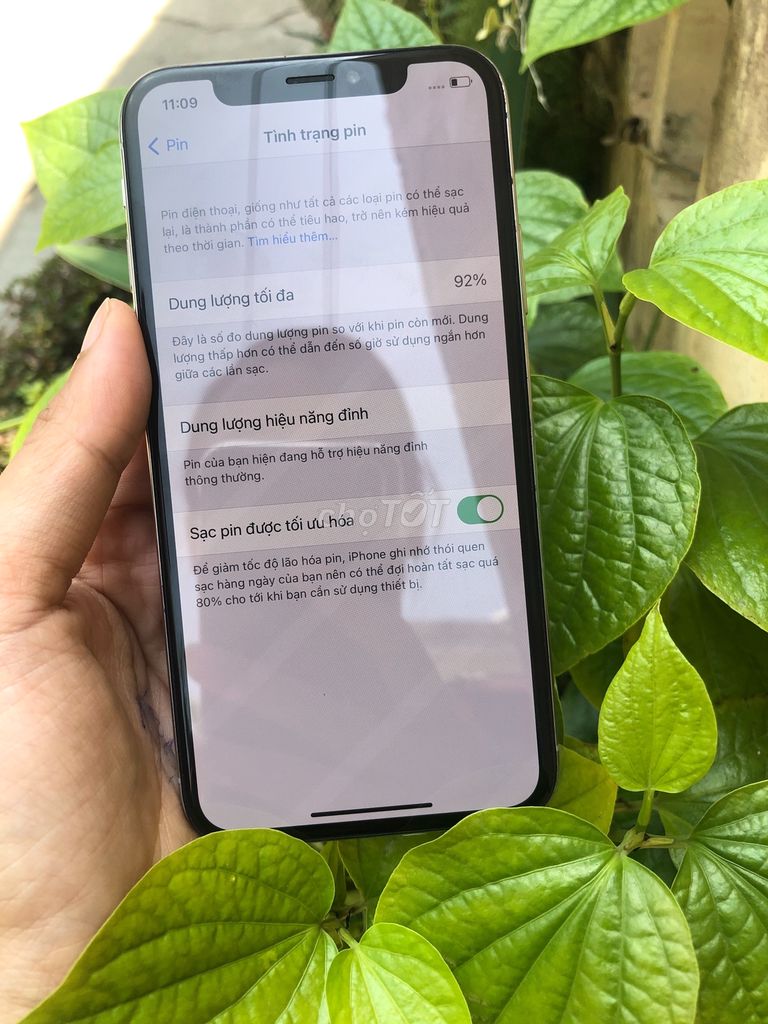 11:09
Pin
Tình trạng pin
Pin điện thoại, giống như tất cả các loại pin có thể sạc
lại, là thành phần có thể tiêu hao, trở nên kém hiệu quả
theo thời gian. Tìm hiểu thêm...
Dung lượng tối đa 92%
Đây là số đo dung lượng pin so với khi pin còn mới. Dung
lượng thấp hơn có thể dẫn đến số giờ sử dụng ngắn hơn
giữa các lần sạc.
Dung lượng hiệu năng đỉnh
Pin của bạn hiện đang hỗ trợ hiệu năng đỉnh
thông thường.
chợTỐT
Sạc pin được tối ưu hóa
Để giảm tốc độ lão hóa pin, iPhone ghi nhớ thói quen
sạc hàng ngày của bạn nên có thể đợi hoàn tất sạc quá
80% cho tới khi bạn cần sử dụng thiết bị.